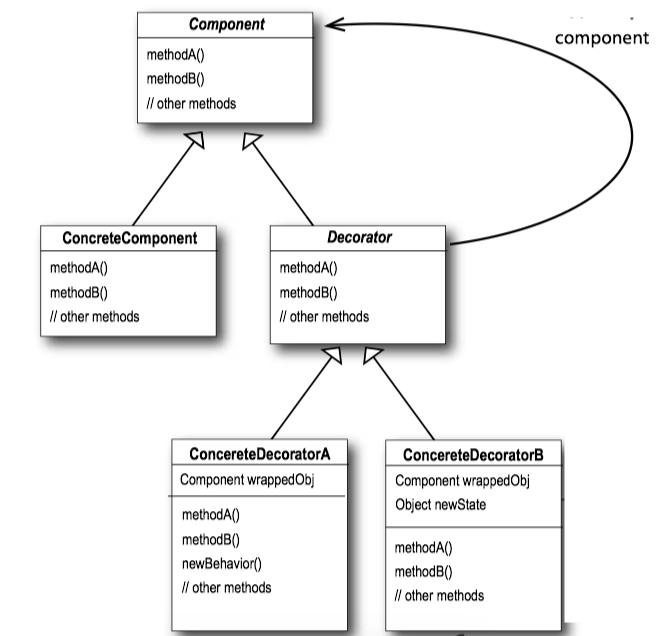 Component
methodA()
methodB()
// other methods
component
ConcreteComponent
methodA()
methodB()
// other methods
Decorator
methodA()
methodB()
// other methods
ConcereteDecoratorA
Component wrappedObj
methodA()
methodB()
newBehavior()
// other methods
ConcereteDecoratorB
Component wrappedObj
Object newState
methodA()
methodB()
// other methods